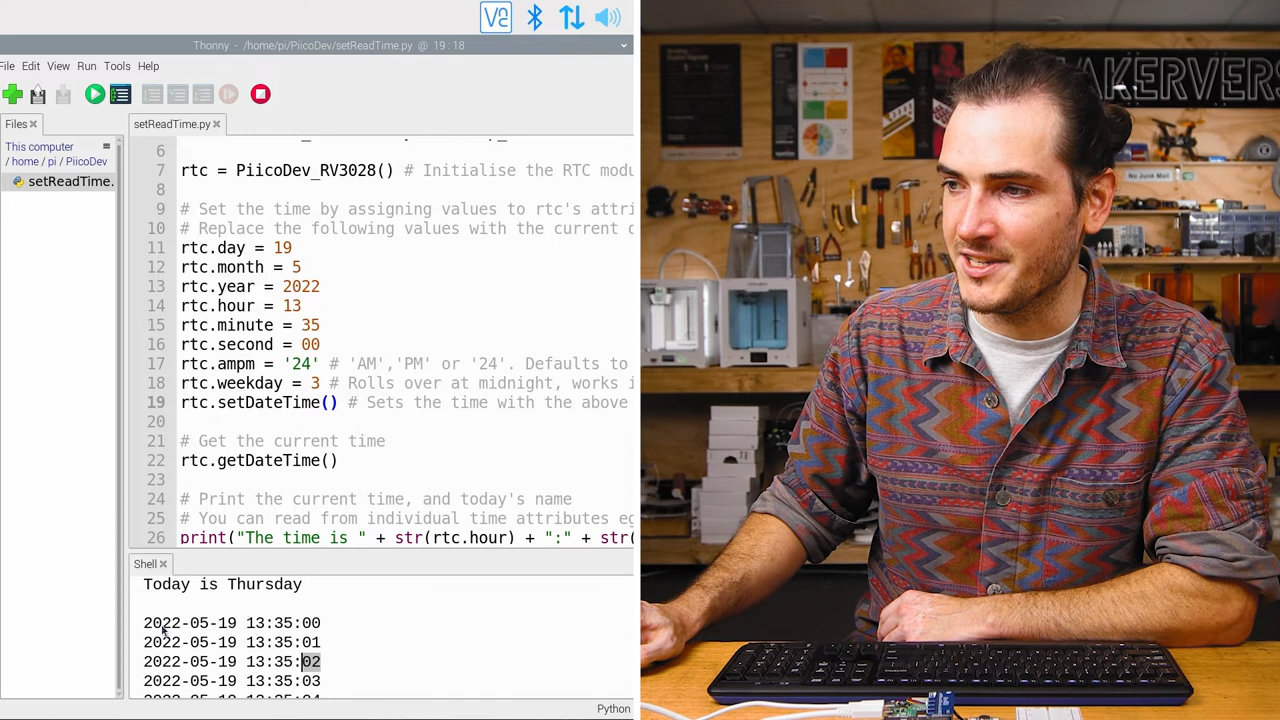 Thonny - /home/pi/PiicoDev/setReadTime.py @ 19:18
File Edit View Run Tools Help
Files
setReadTime.py
This computer
/ home / pi / PiicoDev
setReadTime.
6
7 rtc = PiicoDev_RV3028() # Initialise the RTC modu
8
9 # Set the time by assigning values to rtc's attri
10 # Replace the following values with the current d
11 rtc.day = 19
12 rtc.month = 5
13 rtc.year = 2022
14 rtc.hour = 13
15 rtc.minute = 35
16 rtc.second = 00
17 rtc.ampm = '24' # 'AM','PM' or '24'. Defaults to
18 rtc.weekday = 3 # Rolls over at midnight, works i
19 rtc.setDateTime() # Sets the time with the above
20
21 # Get the current time
22 rtc.getDateTime()
23
24 # Print the current time, and today's name
25 # You can read from individual time attributes eg
26 print("The time is " + str(rtc.hour) + ":" + str(
Shell
Today is Thursday
2022-05-19 13:35:00
2022-05-19 13:35:01
2022-05-19 13:35:02
2022-05-19 13:35:03
Python
AKERVERS
No Junk Mail